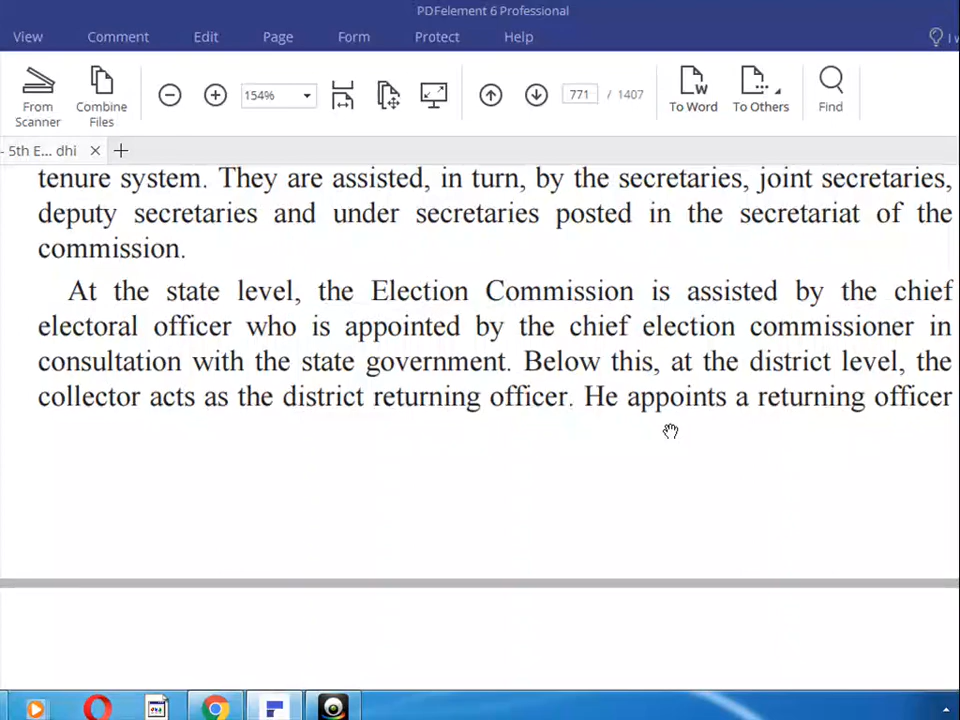 PDFelement 6 Professional
View Comment Edit Page Form Protect Help
154% 771 / 1407
From Scanner Combine Files To Word To Others Find
- 5th E... dhi
tenure system. They are assisted, in turn, by the secretaries, joint secretaries,
deputy secretaries and under secretaries posted in the secretariat of the
commission.
At the state level, the Election Commission is assisted by the chief
electoral officer who is appointed by the chief election commissioner in
consultation with the state government. Below this, at the district level, the
collector acts as the district returning officer. He appoints a returning officer